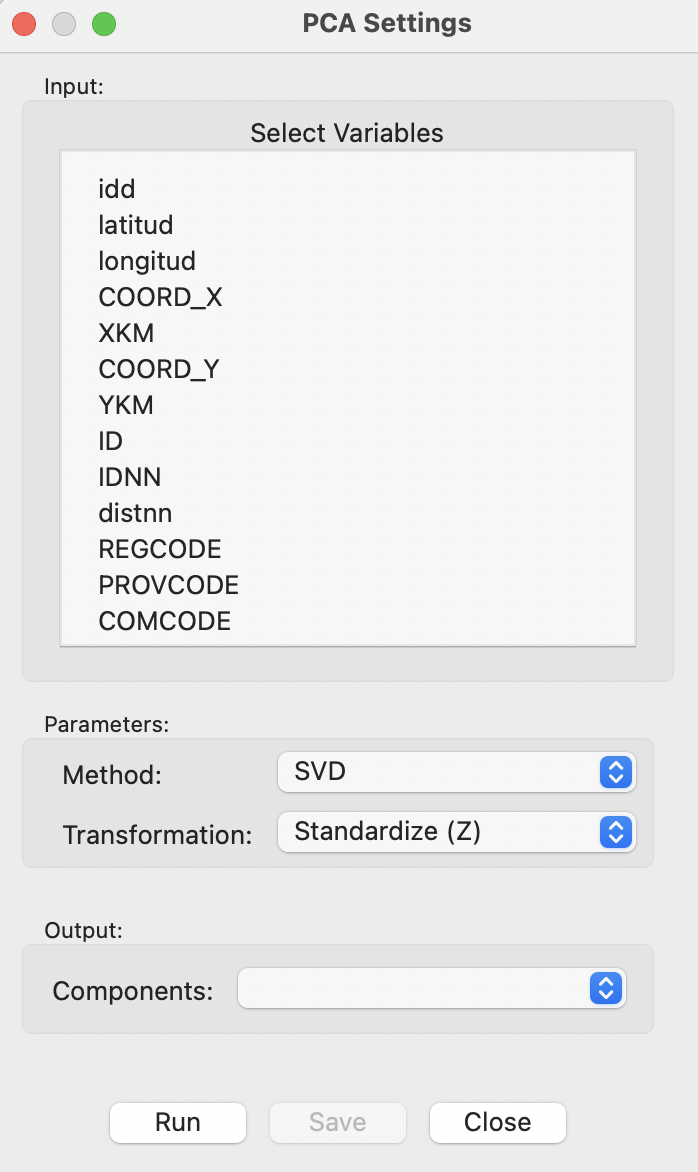 PCA Settings
Input:
Select Variables
idd
latitud
longitud
COORD_X
XKM
COORD_Y
YKM
ID
IDNN
distnn
REGCODE
PROVCODE
COMCODE
Parameters:
Method: SVD
Transformation: Standardize (Z)
Output:
Components:
Run Save Close